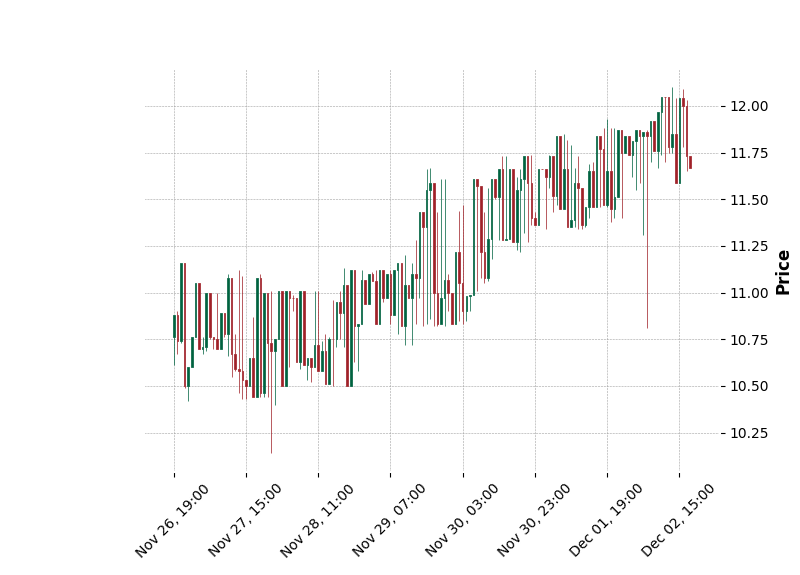 12.00
11.75
11.50
11.25
11.00
10.75
10.50
10.25
Price
Nov 26, 19:00
Nov 27, 15:00
Nov 28, 11:00
Nov 29, 07:00
Nov 30, 03:00
Nov 30, 23:00
Dec 01, 19:00
Dec 02, 15:00